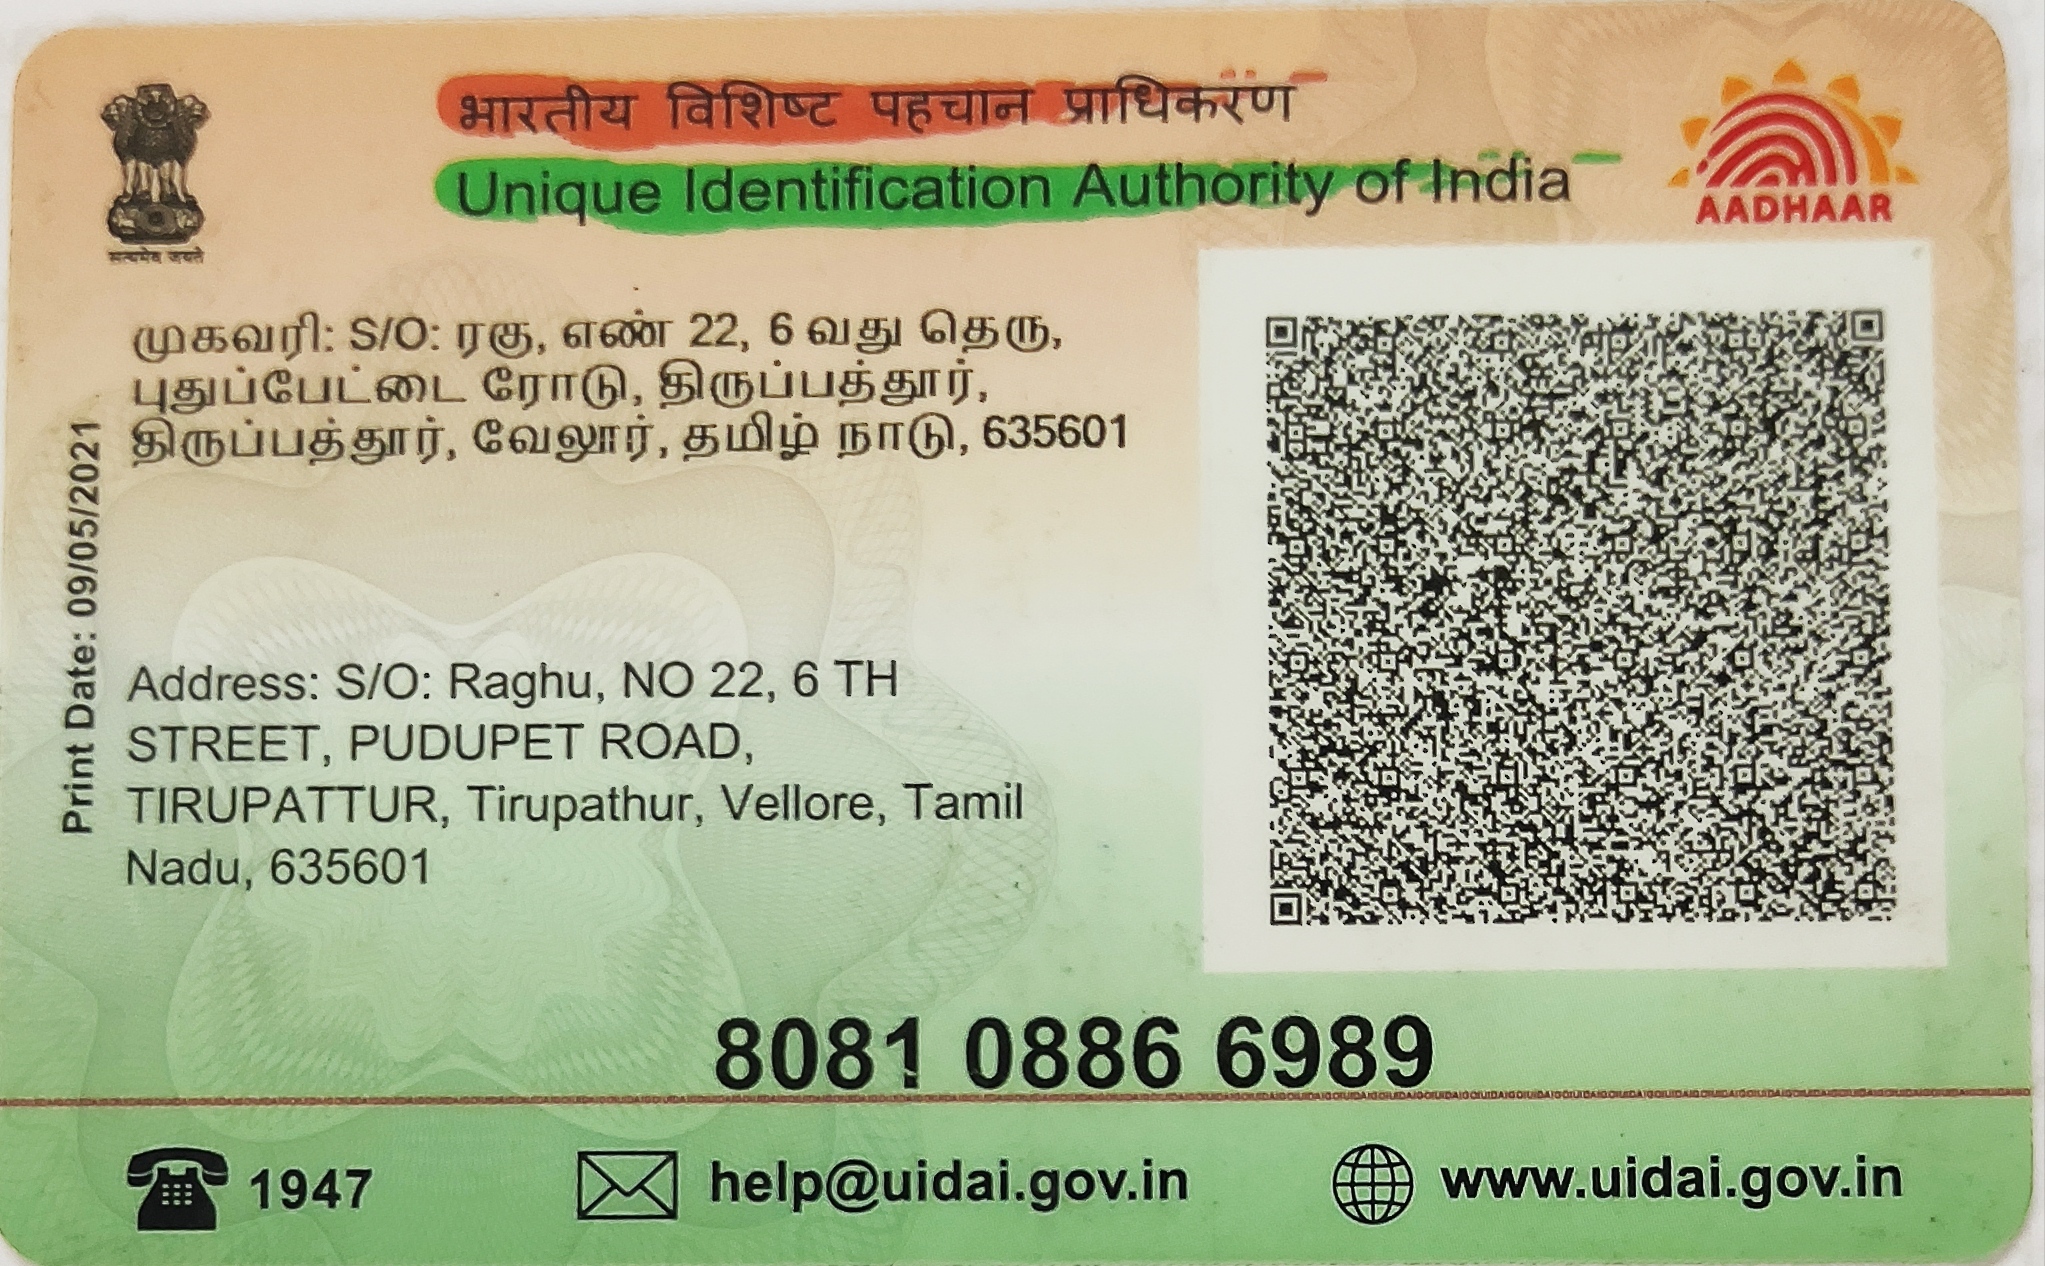 भारतीय विशिष्ट पहचान प्राधिकरण
Unique Identification Authority of India
AADHAAR
सत्यमेव जयते
முகவரி: S/O: ரகு, எண் 22, 6 வது தெரு,
புதுப்பேட்டை ரோடு, திருப்பத்தூர்,
திருப்பத்தூர், வேலூர், தமிழ் நாடு, 635601
Print Date: 09/05/2021
Address: S/O: Raghu, NO 22, 6 TH
STREET, PUDUPET ROAD,
TIRUPATTUR, Tirupathur, Vellore, Tamil
Nadu, 635601
8081 0886 6989
1947
help@uidai.gov.in
www.uidai.gov.in